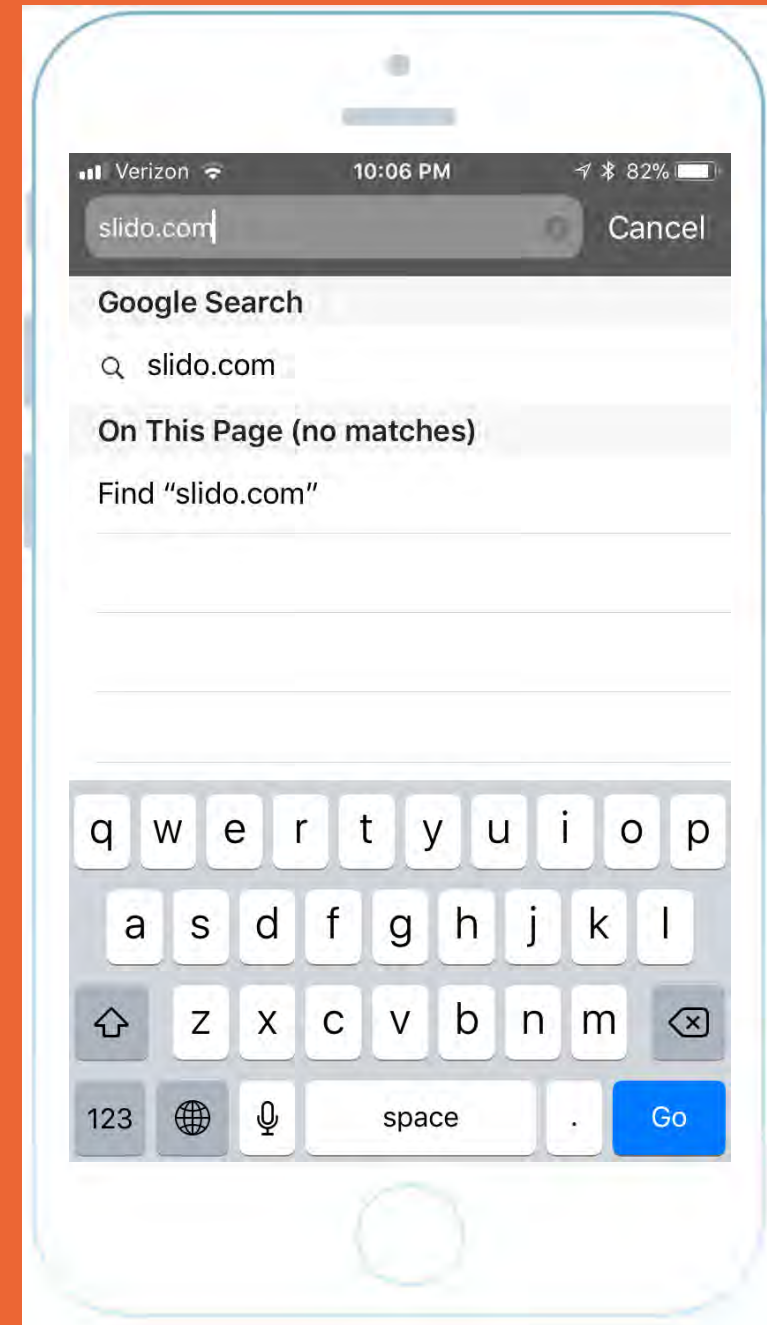 Verizon 10:06 PM 82%
slido.com Cancel
Google Search
slido.com
On This Page (no matches)
Find “slido.com”
q w e r t y u i o p
a s d f g h j k l
z x c v b n m
123 space . Go